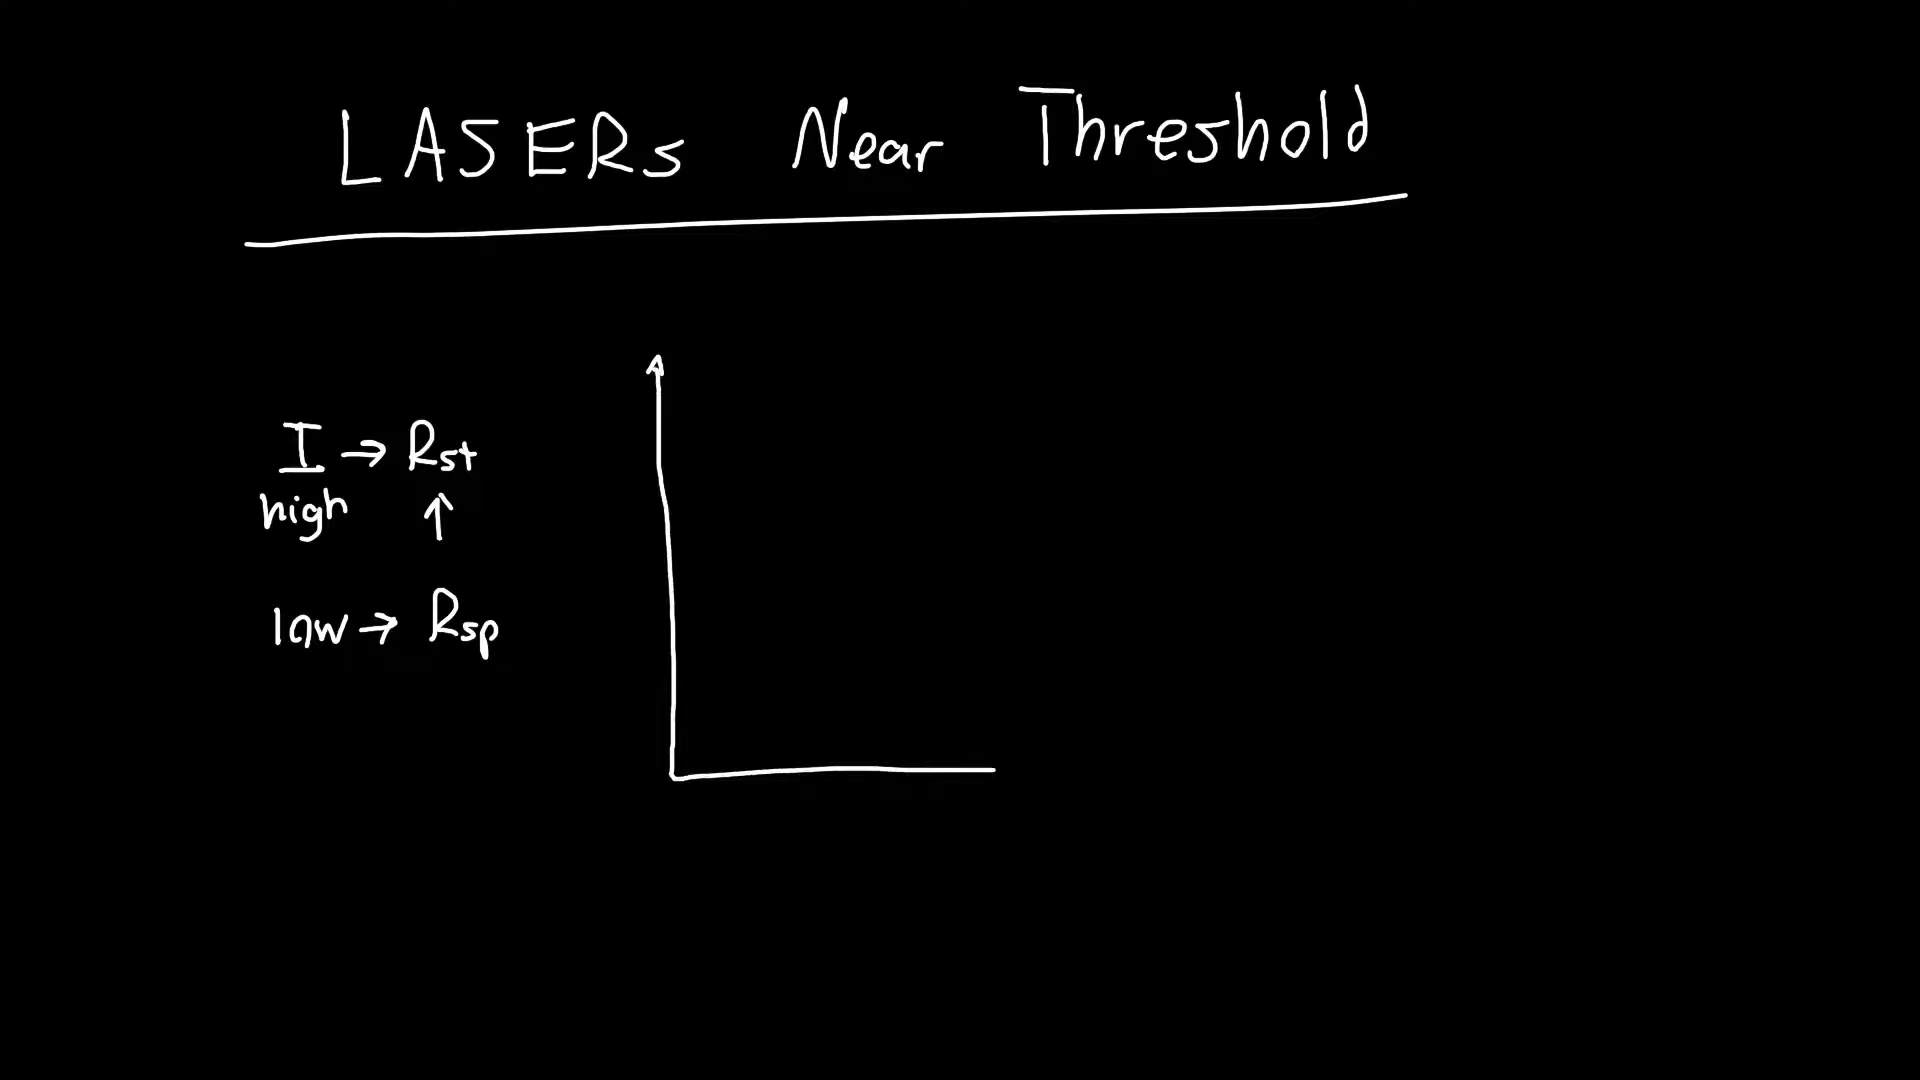 LASERs Near Threshold
I → Rst
high ↑
low → Rsp